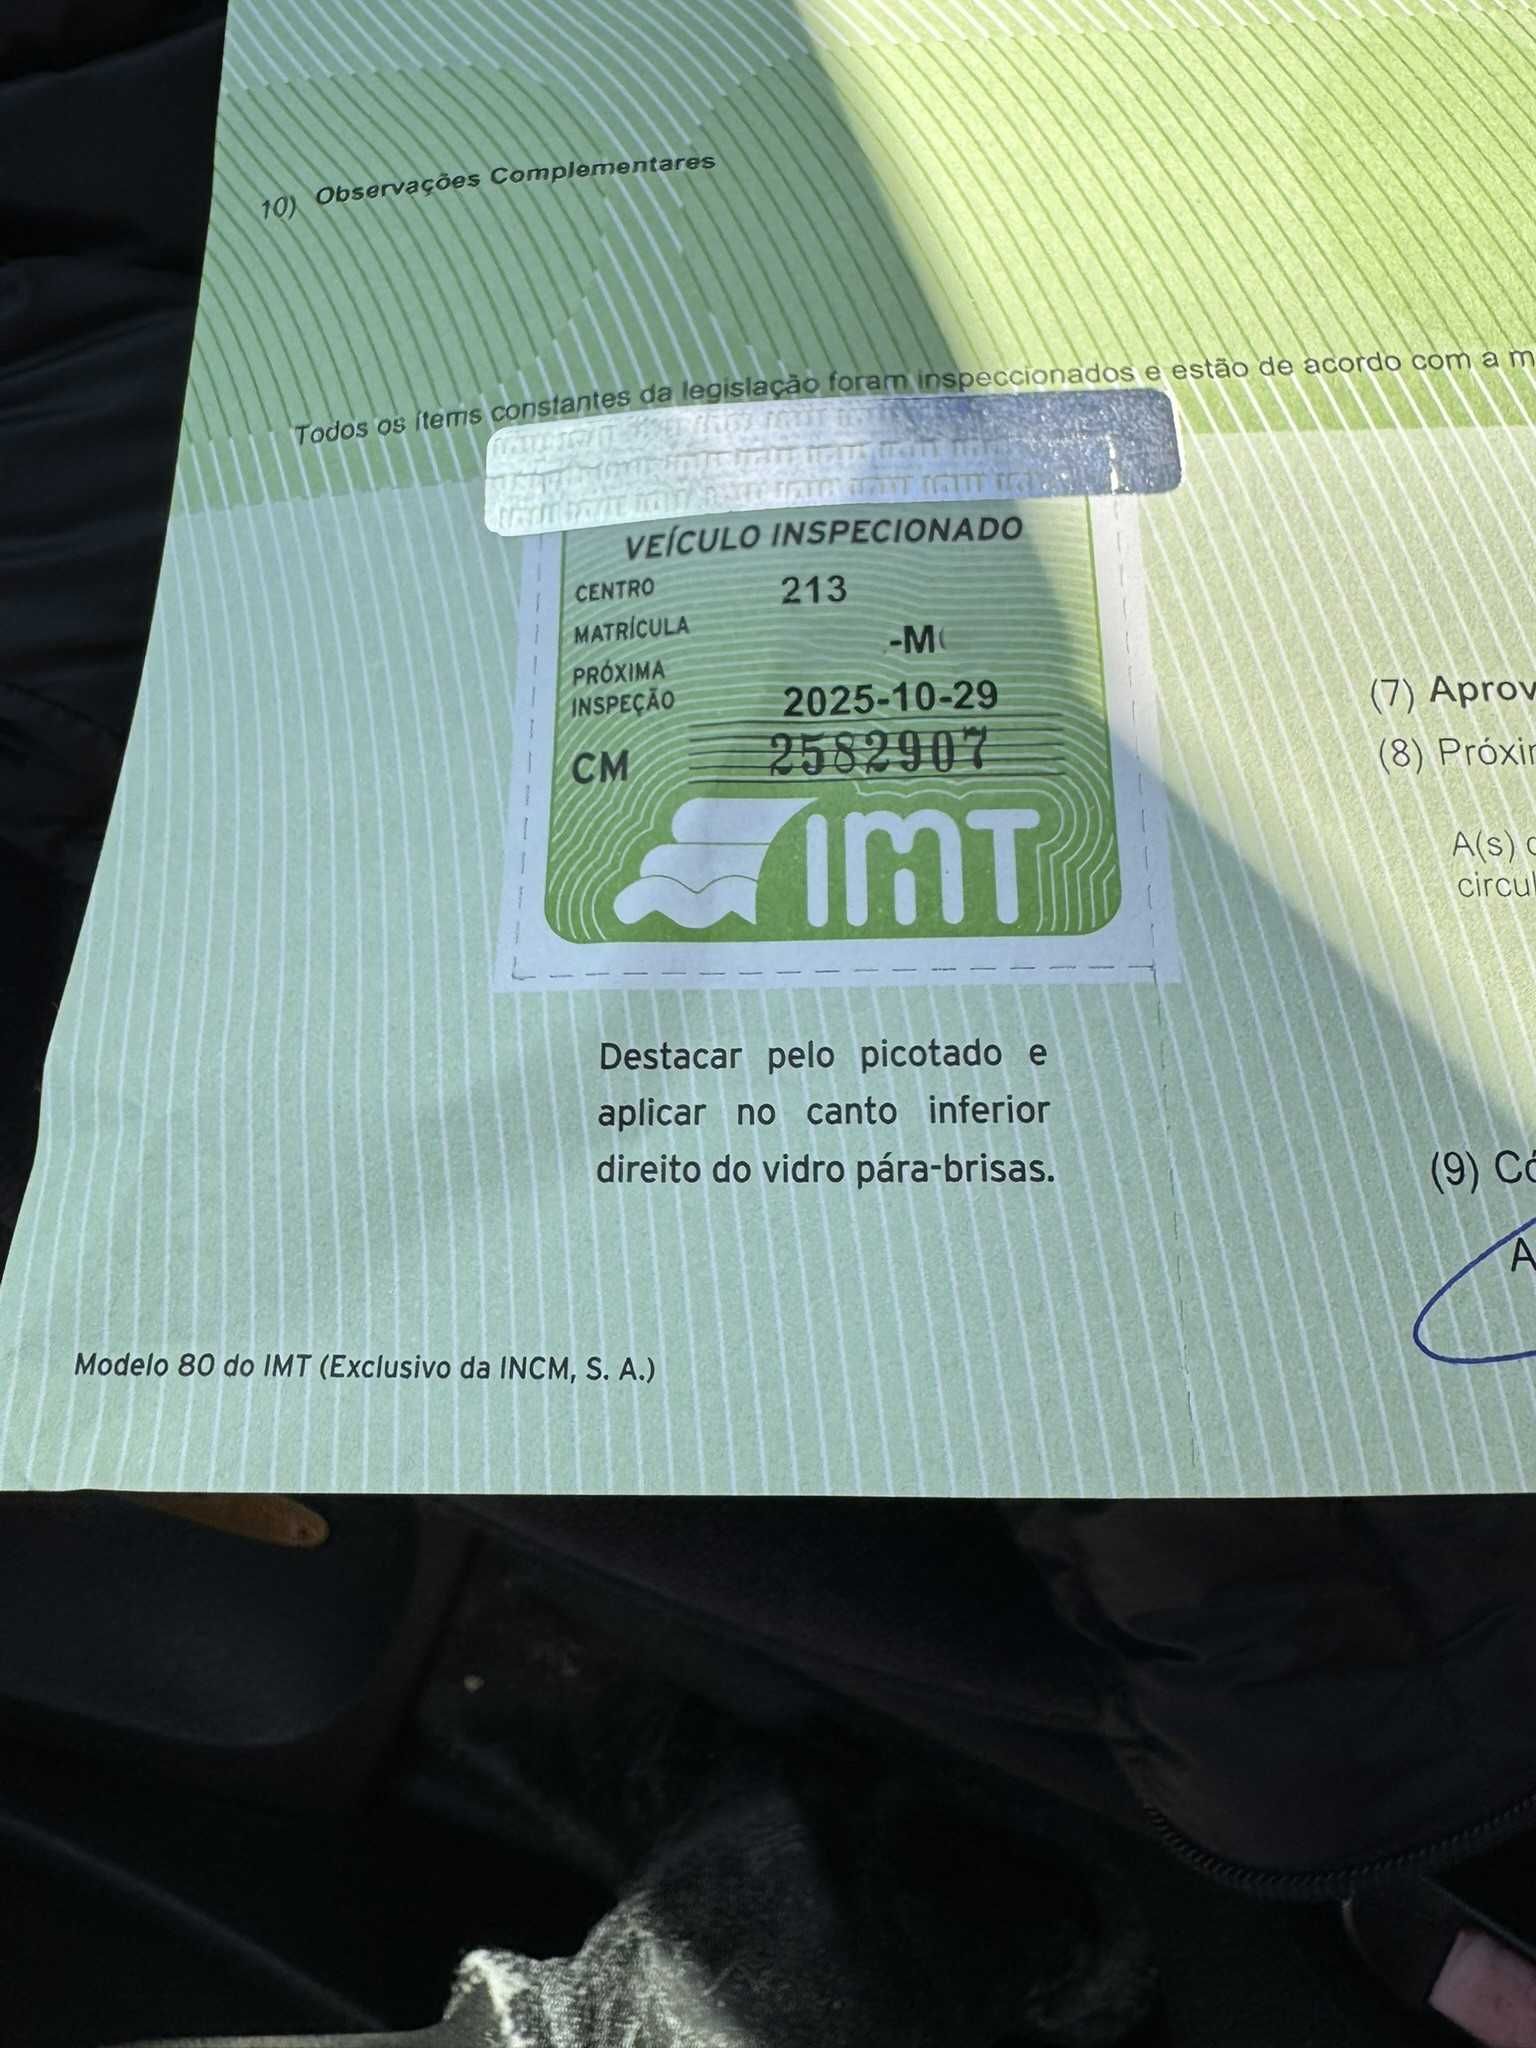 10) Observações Complementares
Todos os ítems constantes da legislação foram inspeccionados e estão de acordo com a m
VEÍCULO INSPECIONADO
CENTRO 213
MATRÍCULA -M
PRÓXIMA
INSPEÇÃO 2025-10-29
CM 2582907
IMT
(7) Aprov
(8) Próxi
A(s)
circul
Destacar pelo picotado e
aplicar no canto inferior
direito do vidro pára-brisas.
(9) Có
A
Modelo 80 do IMT (Exclusivo da INCM, S. A.)